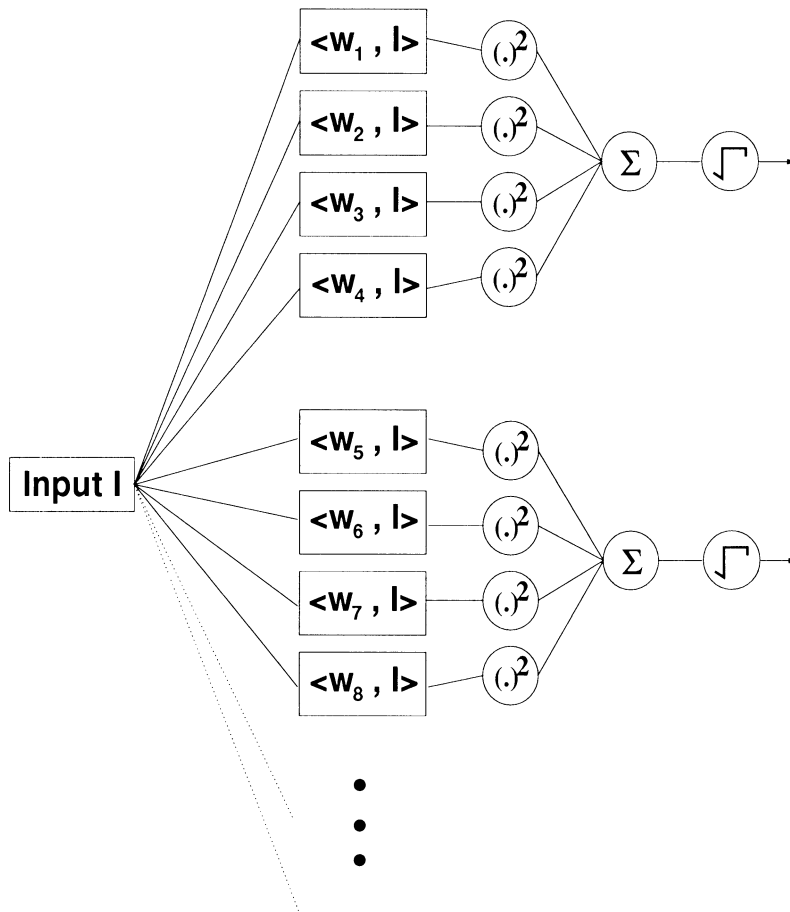 <w₁ , I> (.)²
<w₂ , I> (.)²
Σ √
<w₃ , I> (.)²
<w₄ , I> (.)²
<w₅ , I> (.)²
Input I
<w₆ , I> (.)²
Σ √
<w₇ , I> (.)²
<w₈ , I> (.)²